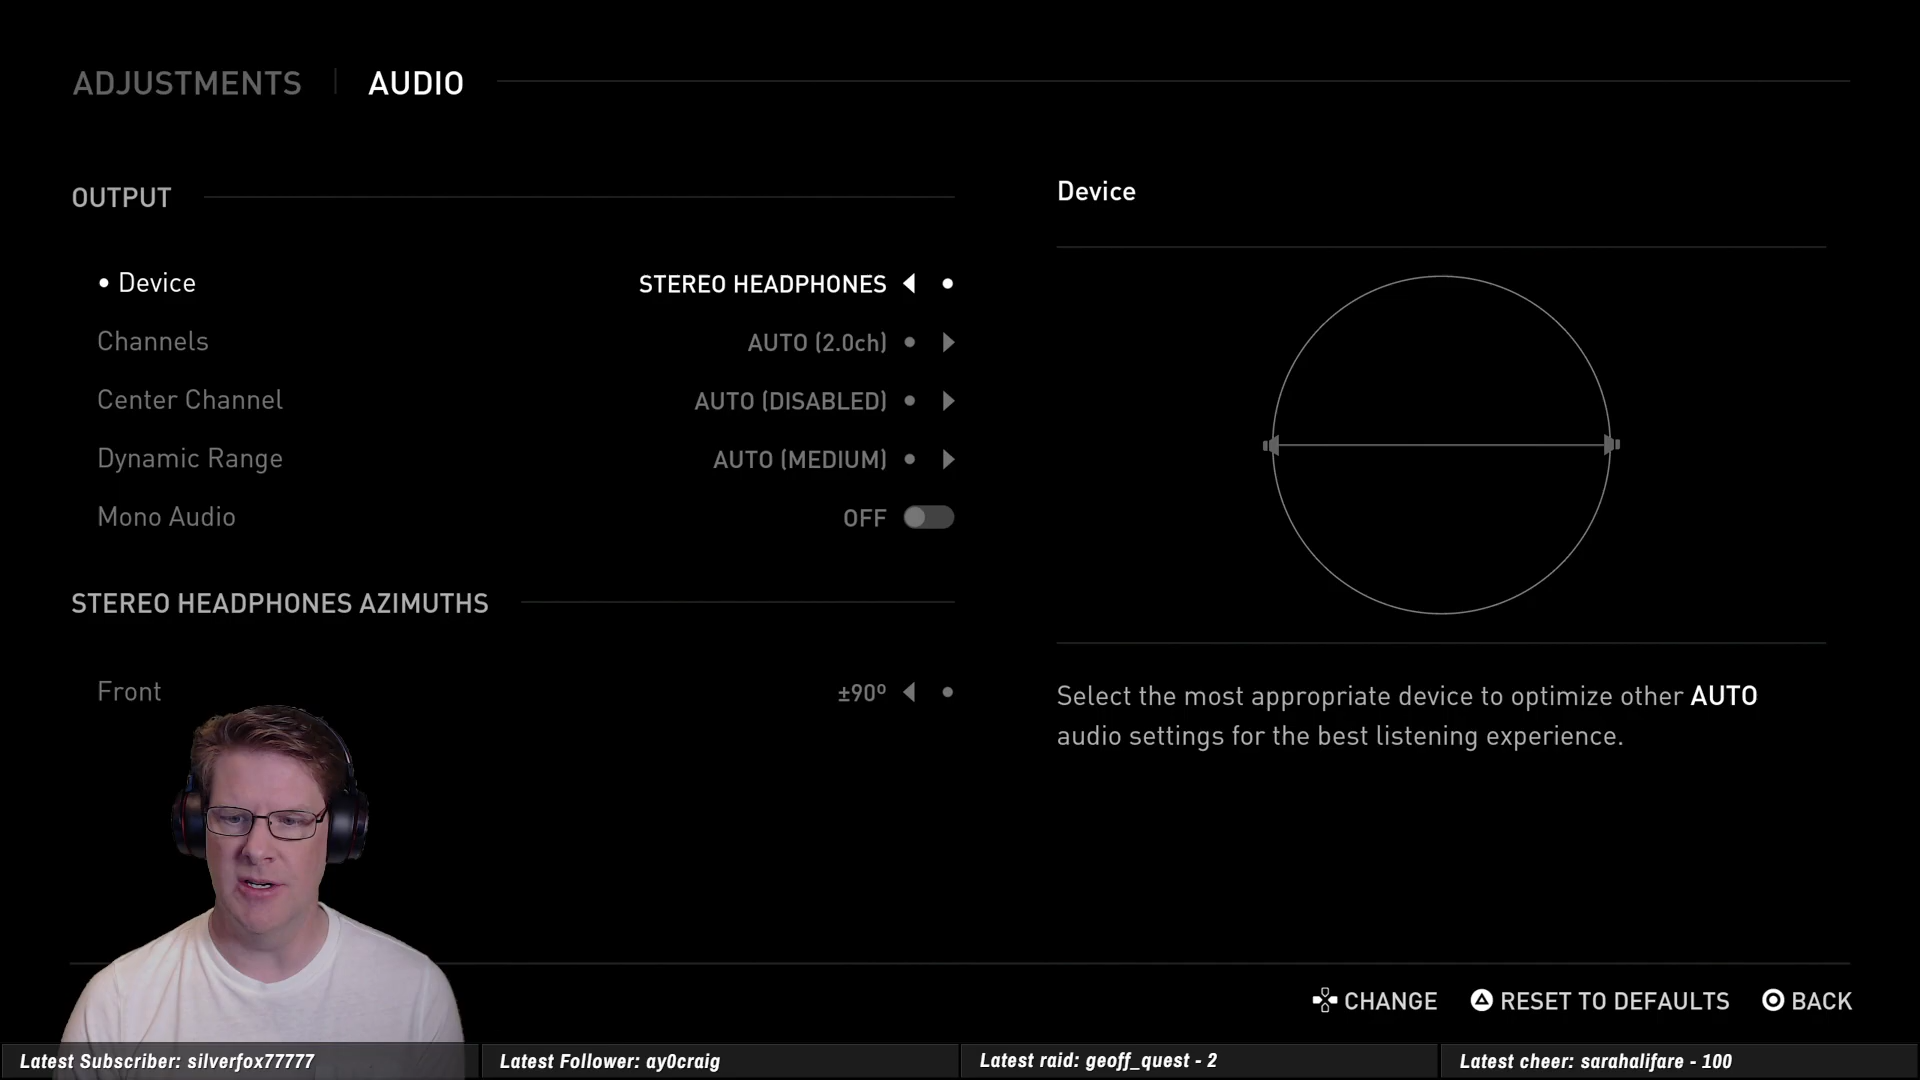 ADJUSTMENTS | AUDIO
OUTPUT
• Device STEREO HEADPHONES
Channels AUTO (2.0ch)
Center Channel AUTO (DISABLED)
Dynamic Range AUTO (MEDIUM)
Mono Audio OFF
STEREO HEADPHONES AZIMUTHS
Front ±90º
Device
Select the most appropriate device to optimize other AUTO
audio settings for the best listening experience.
CHANGE RESET TO DEFAULTS BACK
Latest Subscriber: silverfox77777 Latest Follower: ay0craig Latest raid: geoff_quest - 2 Latest cheer: sarahalifare - 100